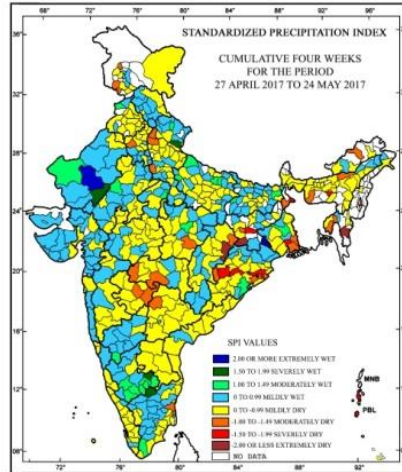 STANDARDIZED PRECIPITATION INDEX
CUMULATIVE FOUR WEEKS
FOR THE PERIOD
27 APRIL 2017 TO 24 MAY 2017
36°
32°
28°
24°
20°
16°
12°
8°
SPI VALUES
2.00 OR MORE EXTREMELY WET
1.50 TO 1.99 SEVERELY WET
1.00 TO 1.49 MODERATELY WET
0 TO 0.99 MILDLY WET
0 TO -0.99 MILDLY DRY
-1.00 TO -1.49 MODERATELY DRY
-1.50 TO -1.99 SEVERELY DRY
-2.00 OR LESS EXTREMELY DRY
NO DATA
MNB
PBL
72° 76° 80° 84° 88° 92° 96°